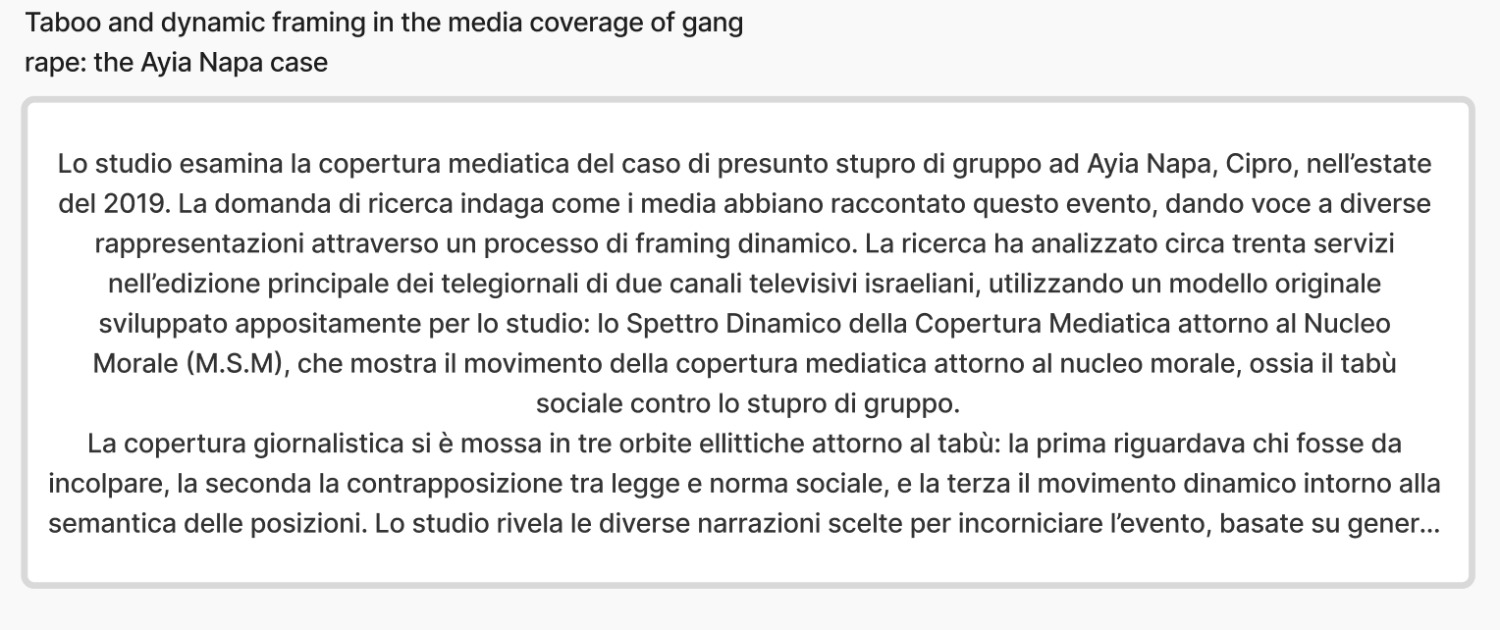 Taboo and dynamic framing in the media coverage of gang
rape: the Ayia Napa case
Lo studio esamina la copertura mediatica del caso di presunto stupro di gruppo ad Ayia Napa, Cipro, nell’estate
del 2019. La domanda di ricerca indaga come i media abbiano raccontato questo evento, dando voce a diverse
rappresentazioni attraverso un processo di framing dinamico. La ricerca ha analizzato circa trenta servizi
nell’edizione principale dei telegiornali di due canali televisivi israeliani, utilizzando un modello originale
sviluppato appositamente per lo studio: lo Spettro Dinamico della Copertura Mediatica attorno al Nucleo
Morale (M.S.M), che mostra il movimento della copertura mediatica attorno al nucleo morale, ossia il tabù
sociale contro lo stupro di gruppo.
La copertura giornalistica si è mossa in tre orbite ellittiche attorno al tabù: la prima riguardava chi fosse da
incolpare, la seconda la contrapposizione tra legge e norma sociale, e la terza il movimento dinamico intorno alla
semantica delle posizioni. Lo studio rivela le diverse narrazioni scelte per incorniciare l’evento, basate su gener...